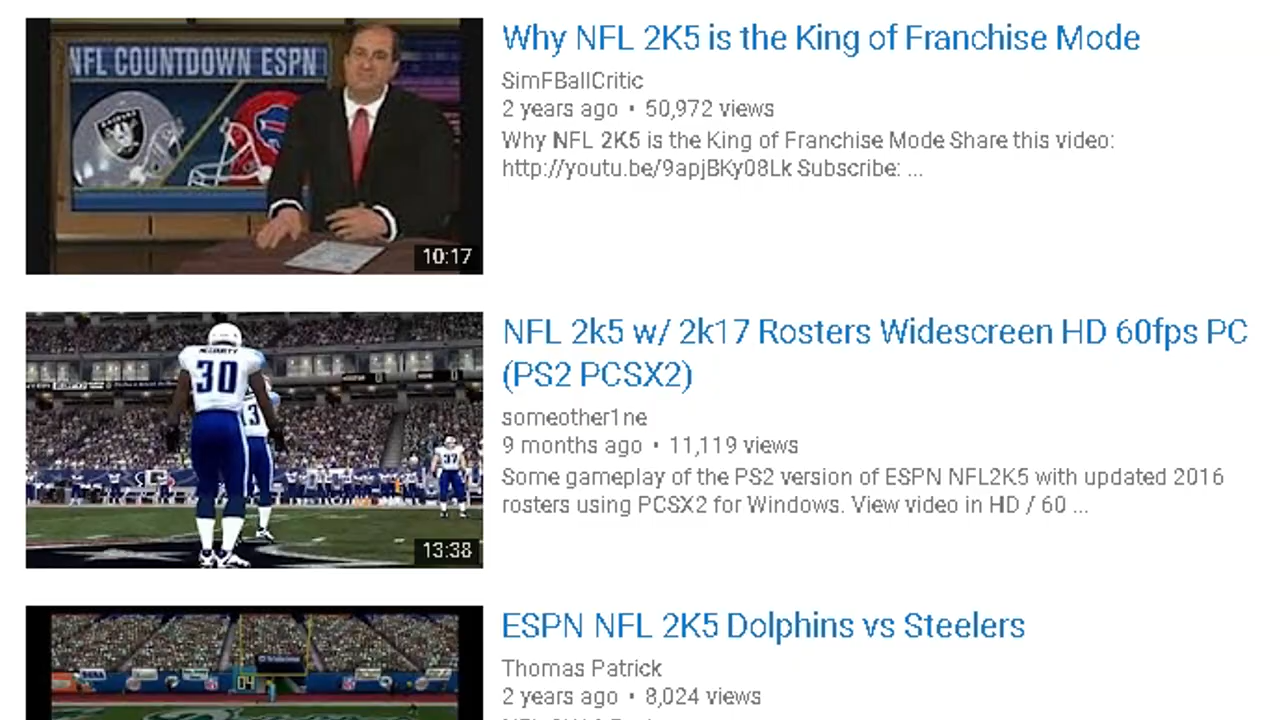 NFL COUNTDOWN ESPN
RAIDERS
10:17
Why NFL 2K5 is the King of Franchise Mode
SimFBallCritic
2 years ago • 50,972 views
Why NFL 2K5 is the King of Franchise Mode Share this video:
http://youtu.be/9apjBKy08Lk Subscribe: ...
30
37
13:38
NFL 2k5 w/ 2k17 Rosters Widescreen HD 60fps PC
(PS2 PCSX2)
someother1ne
9 months ago • 11,119 views
Some gameplay of the PS2 version of ESPN NFL2K5 with updated 2016
rosters using PCSX2 for Windows. View video in HD / 60 ...
04
ESPN NFL 2K5 Dolphins vs Steelers
Thomas Patrick
2 years ago • 8,024 views